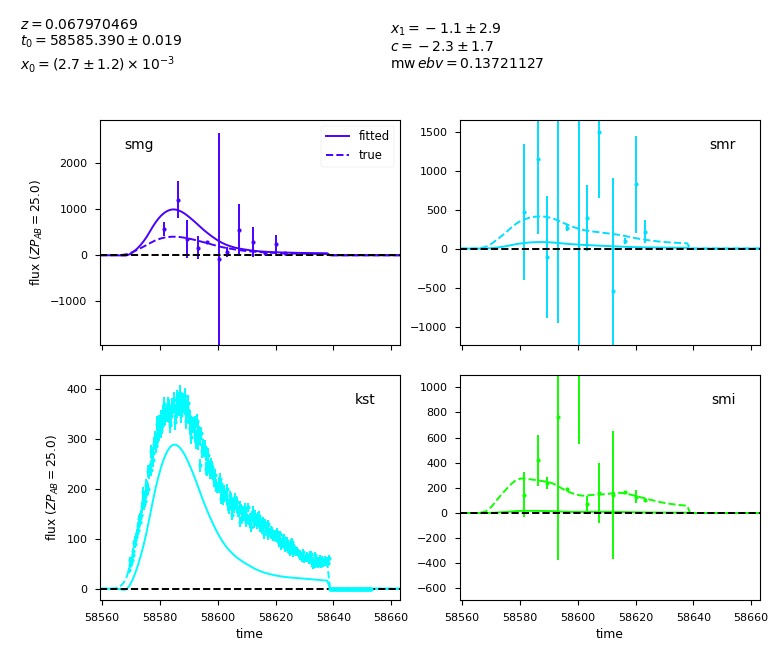 z = 0.067970469
t₀ = 58585.390 ± 0.019
x₀ = (2.7 ± 1.2) × 10⁻³
x₁ = −1.1 ± 2.9
c = −2.3 ± 1.7
mw ebv = 0.13721127
smg
fitted
true
2000
1000
0
−1000
flux (ZP_AB = 25.0)
smr
1500
1000
500
0
−500
−1000
kst
400
300
200
100
0
flux (ZP_AB = 25.0)
58560 58580 58600 58620 58640 58660
time
smi
1000
800
600
400
200
0
−200
−400
−600
58560 58580 58600 58620 58640 58660
time